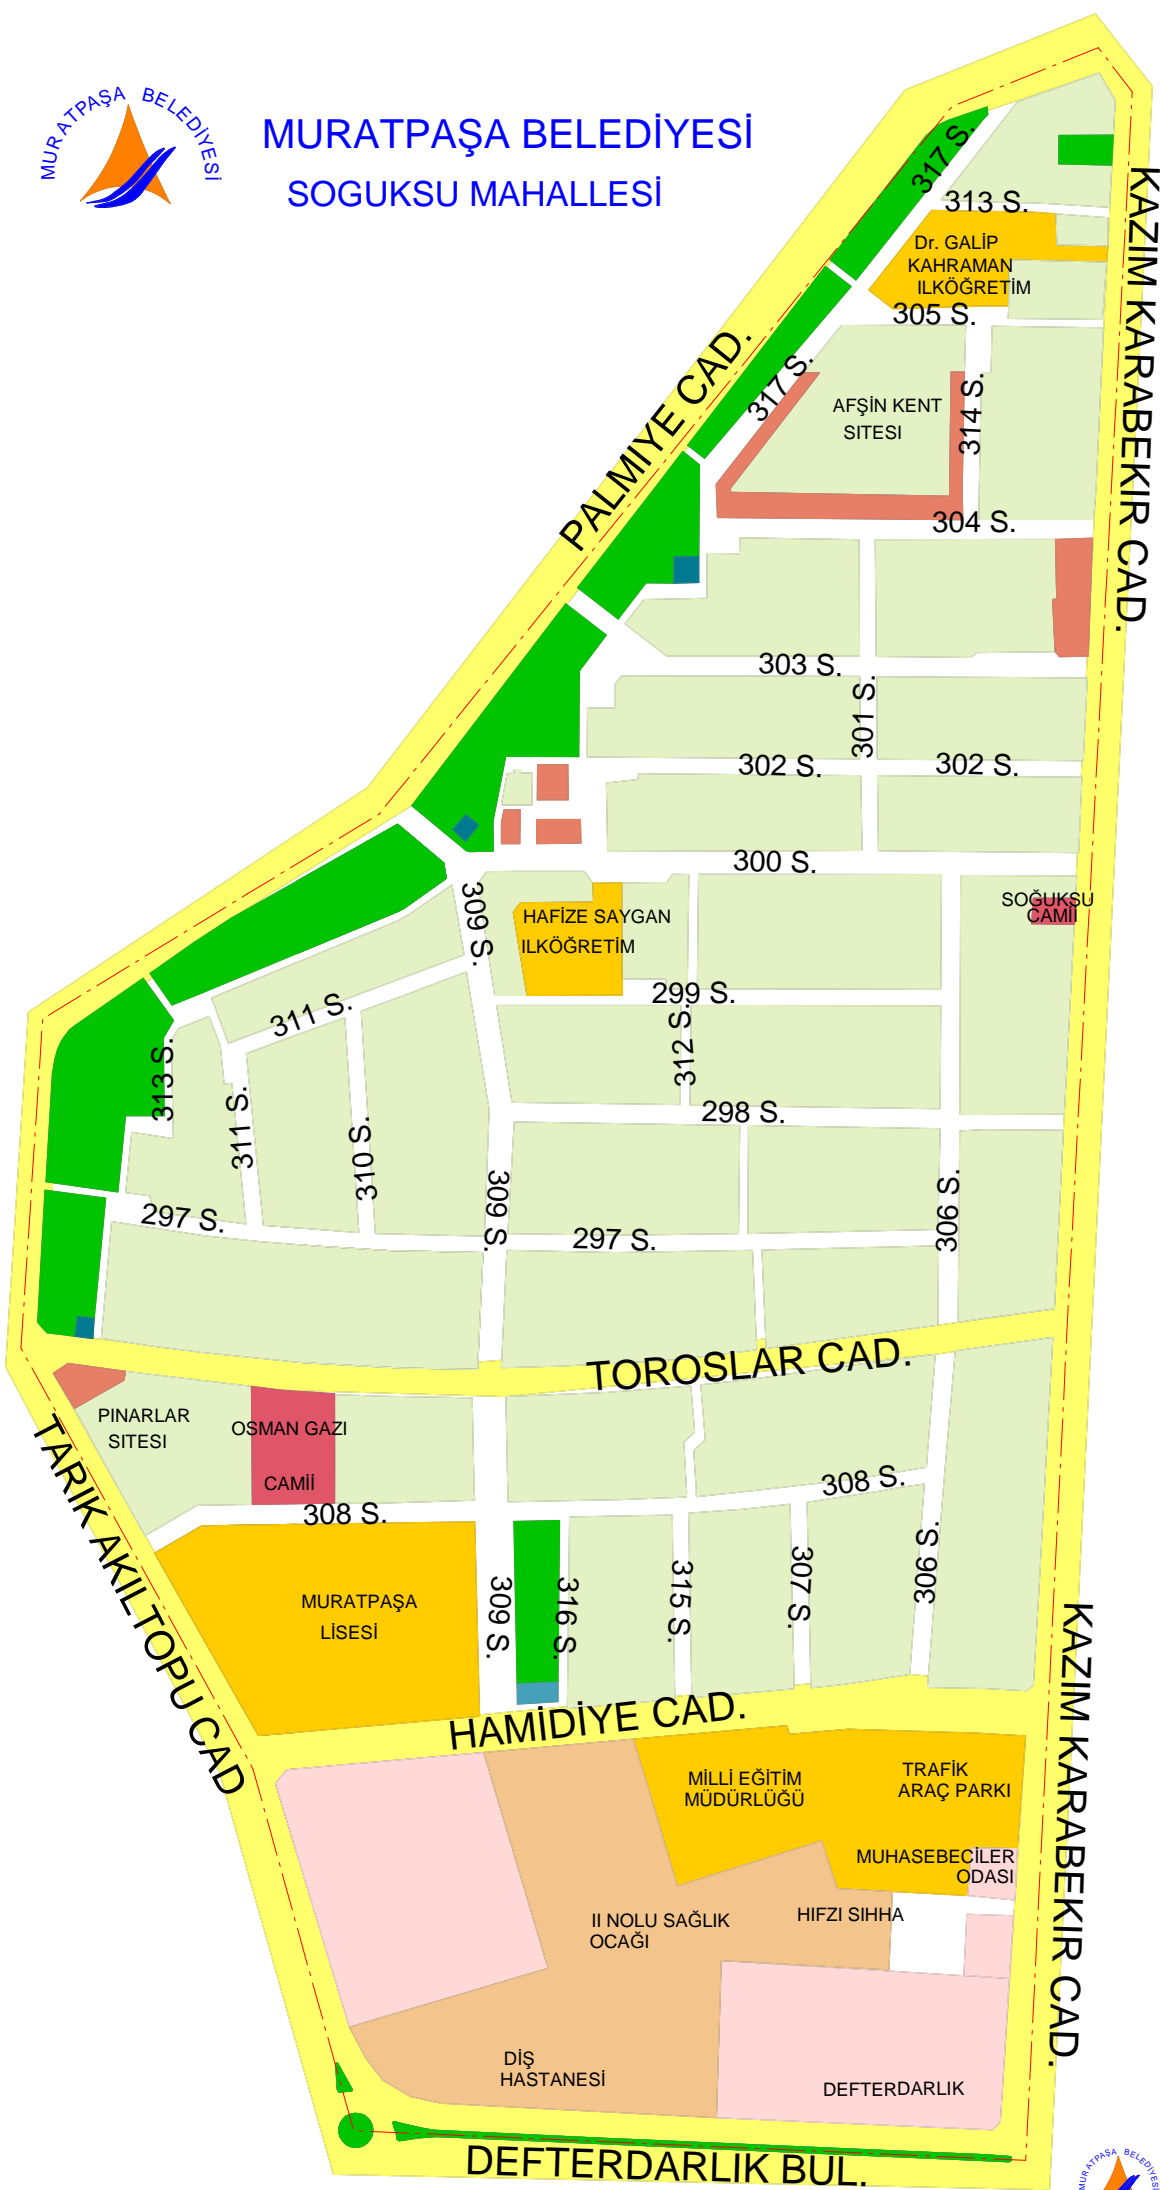 MURATPAŞA BELEDİYESİ
MURATPAŞA BELEDİYESİ
SOGUKSU MAHALLESİ
317 S.
313 S.
KAZIM KARABEKIR CAD.
Dr. GALİP
KAHRAMAN
ILKÖĞRETİM
305 S.
PALMIYE CAD.
317 S.
AFŞİN KENT
SITESI
314 S.
304 S.
303 S.
301 S.
302 S.
302 S.
300 S.
309 S.
HAFİZE SAYGAN
ILKÖĞRETİM
SOĞUKSU
CAMİİ
299 S.
311 S.
312 S.
313 S.
311 S.
310 S.
298 S.
309 S.
306 S.
297 S.
297 S.
TOROSLAR CAD.
PINARLAR
SITESI
OSMAN GAZI
CAMİİ
TARIK AKILTOPU CAD
308 S.
308 S.
MURATPAŞA
LİSESİ
309 S.
316 S.
315 S.
307 S.
306 S.
KAZIM KARABEKIR CAD.
HAMİDİYE CAD.
MİLLİ EĞİTİM
MÜDÜRLÜĞÜ
TRAFİK
ARAÇ PARKI
MUHASEBECİLER
ODASI
II NOLU SAĞLIK
OCAĞI
HIFZI SIHHA
DİŞ
HASTANESİ
DEFTERDARLIK
DEFTERDARLIK BUL.
MURATPAŞA BELEDİYESİ